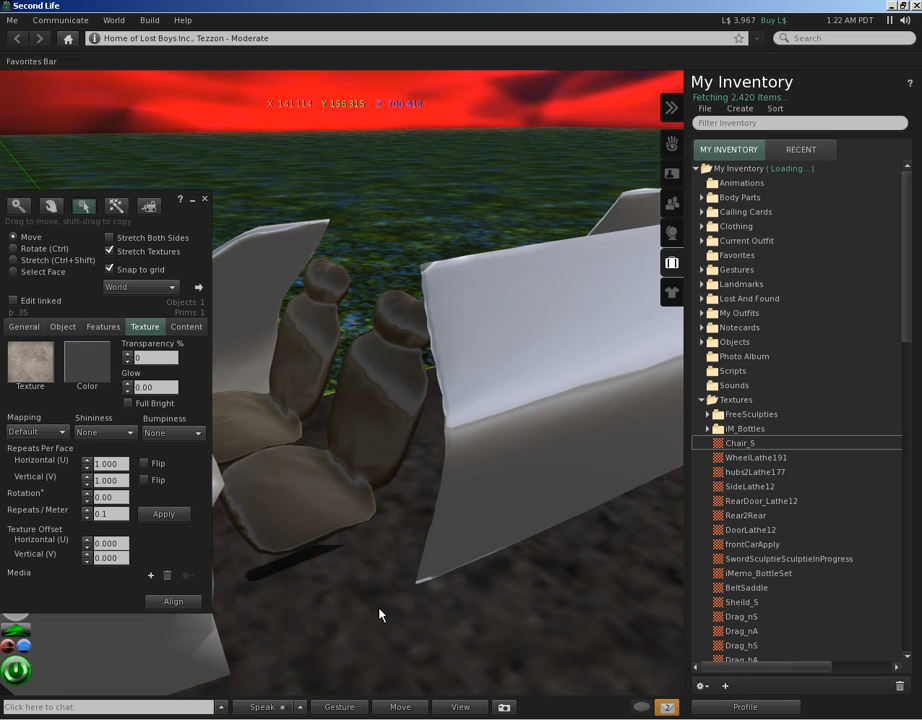 Second Life
Me Communicate World Build Help
L$ 3,967 Buy L$ 1:22 AM PDT
Home of Lost Boys Inc., Tezzon - Moderate
Search
Favorites Bar
X 141.114 Y 156.315 Z 700.410
My Inventory
?
Fetching 2,420 Items...
File Create Sort
Filter Inventory
MY INVENTORY RECENT
My Inventory ( Loading... )
Animations
Body Parts
Calling Cards
Clothing
Current Outfit
Favorites
Gestures
Landmarks
Lost And Found
My Outfits
Notecards
Objects
Photo Album
Scripts
Sounds
Textures
FreeSculpties
iM_Bottles
Chair_S
WheelLathe191
hubs2Lathe177
SideLathe12
RearDoor_Lathe12
Rear2Rear
DoorLathe12
frontCarApply
SwordSculptieSculptieInProgress
iMemo_BottleSet
BeltSaddle
Sheild_S
Drag_nS
Drag_nA
Drag_hS
Drag_hA
Profile
?
Drag to move, shift-drag to copy
Move
Rotate (Ctrl)
Stretch (Ctrl+Shift)
Select Face
Stretch Both Sides
Stretch Textures
Snap to grid
World
Edit linked
Objects: 1
þ: 35
Prims: 1
General Object Features Texture Content
Texture
Color
Transparency %
0
Glow
0.00
Full Bright
Mapping Shininess Bumpiness
Default None None
Repeats Per Face
Horizontal (U) 1.000 Flip
Vertical (V) 1.000 Flip
Rotation° 0.00
Repeats / Meter 0.1 Apply
Texture Offset
Horizontal (U) 0.000
Vertical (V) 0.000
Media
Align
Click here to chat
Speak Gesture Move View
2